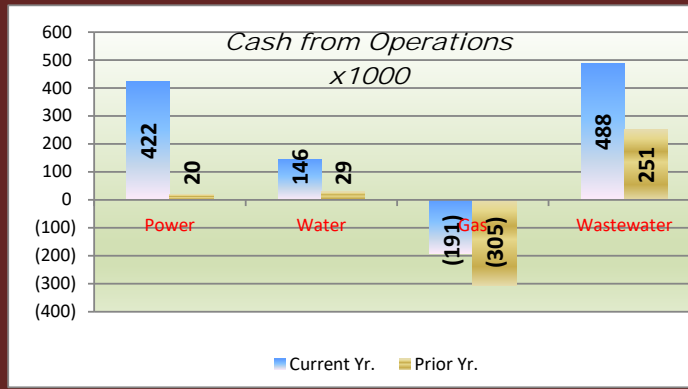 Cash from Operations
x1000
600
500
400
300
200
100
0
(100)
(200)
(300)
(400)
422
20
146
29
(191)
(305)
488
251
Power
Water
Gas
Wastewater
Current Yr.
Prior Yr.